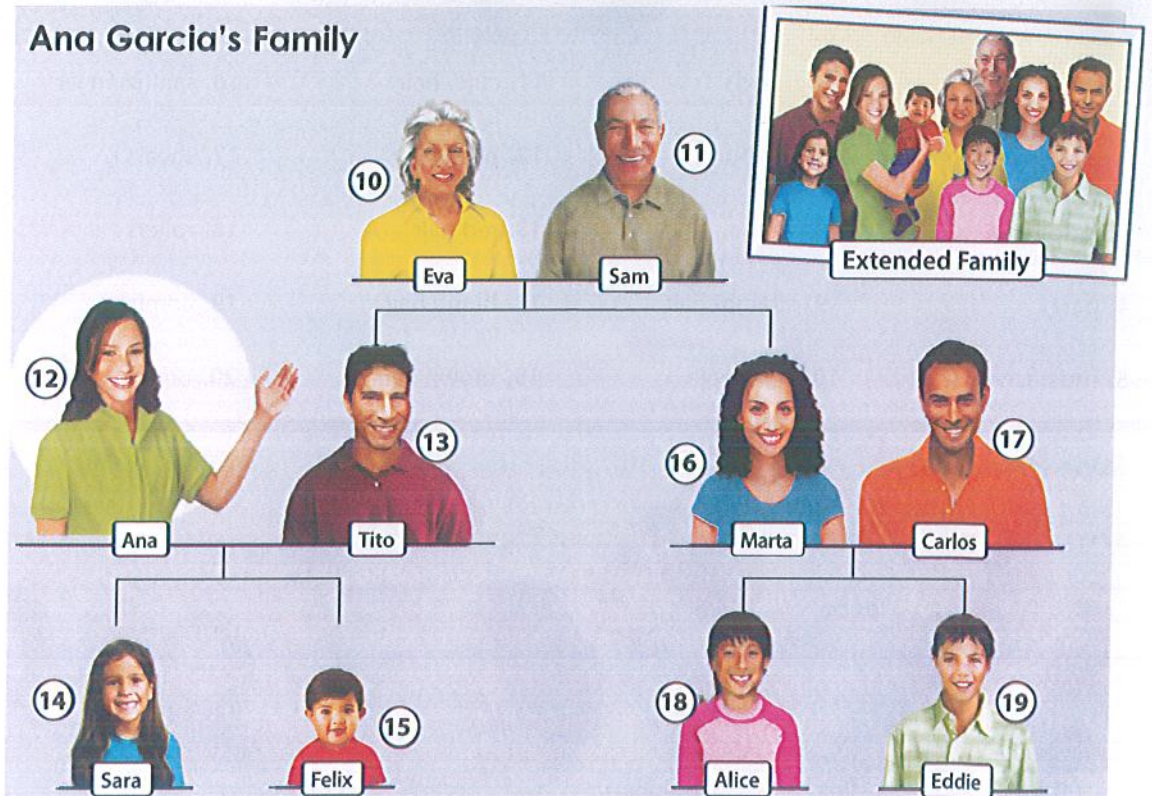 Ana Garcia's Family
10
11
Eva
Sam
Extended Family
12
13
16
17
Ana
Tito
Marta
Carlos
14
15
18
19
Sara
Felix
Alice
Eddie